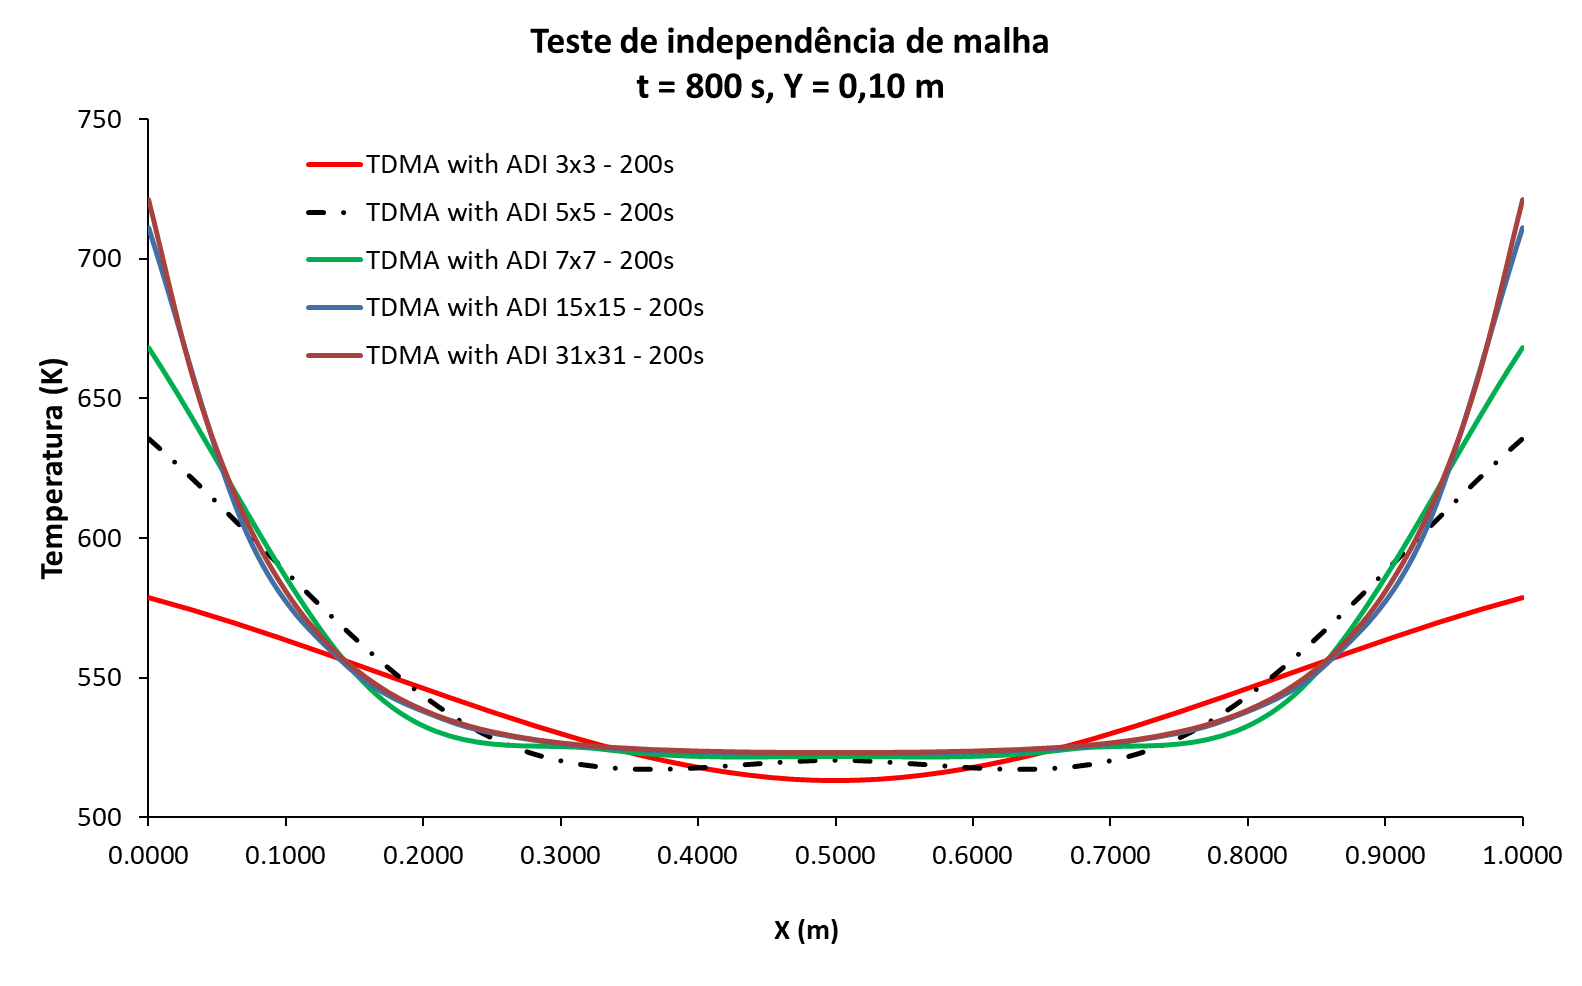 Teste de independência de malha
t = 800 s, Y = 0,10 m
750
700
650
600
550
500
Temperatura (K)
TDMA with ADI 3x3 - 200s
TDMA with ADI 5x5 - 200s
TDMA with ADI 7x7 - 200s
TDMA with ADI 15x15 - 200s
TDMA with ADI 31x31 - 200s
0.0000 0.1000 0.2000 0.3000 0.4000 0.5000 0.6000 0.7000 0.8000 0.9000 1.0000
X (m)